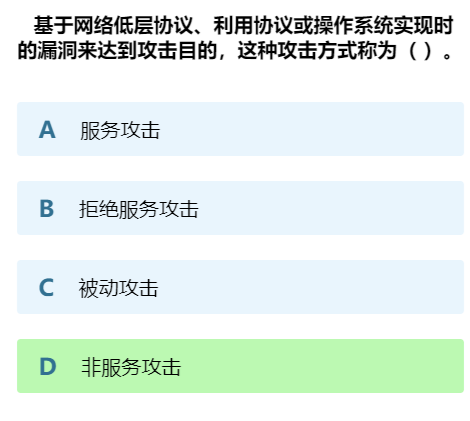 基于网络低层协议、利用协议或操作系统实现时
的漏洞来达到攻击目的，这种攻击方式称为（ ）。
A 服务攻击
B 拒绝服务攻击
C 被动攻击
D 非服务攻击